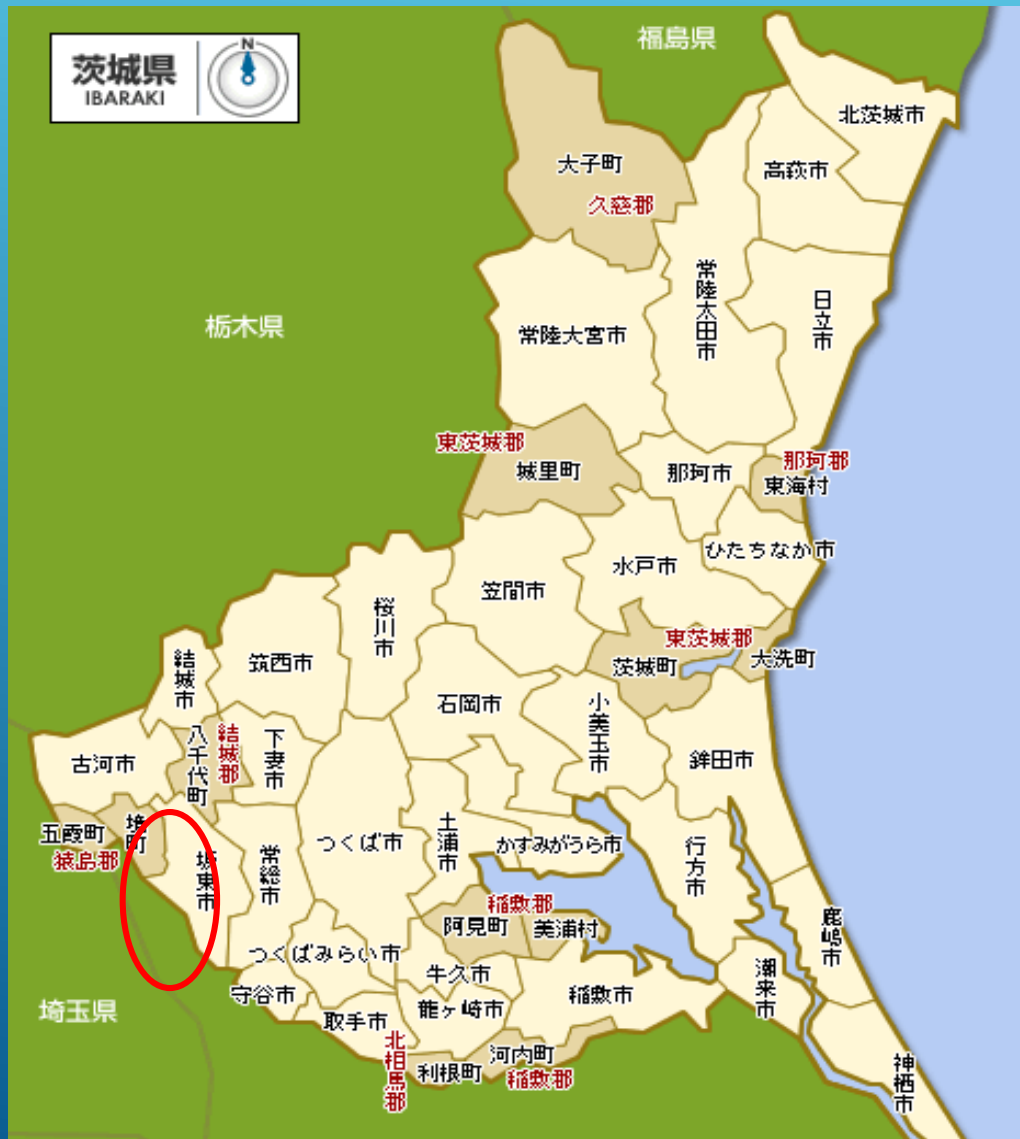 茨城県
IBARAKI
N
福島県
北茨城市
大子町
高萩市
久慈郡
常陸太田市
日立市
栃木県
常陸大宮市
東茨城郡
城里町
那珂市
那珂郡
東海村
ひたちなか市
水戸市
笠間市
桜川市
東茨城郡
茨城町
大洗町
結城市
筑西市
石岡市
小美玉市
鉾田市
古河市
八千代町
結城郡
下妻市
五霞町
境町
猿島郡
坂東市
常総市
つくば市
土浦市
かすみがうら市
行方市
稲敷郡
阿見町
美浦村
鹿嶋市
つくばみらい市
牛久市
潮来市
守谷市
稲敷市
龍ヶ崎市
取手市
埼玉県
北相馬郡
利根町
河内町
稲敷郡
神栖市